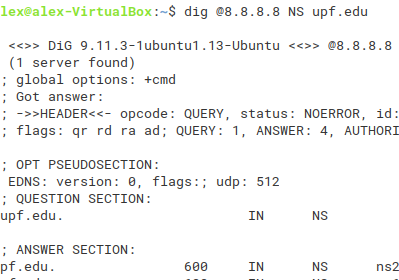 lex@alex-VirtualBox:~$ dig @8.8.8.8 NS upf.edu
<<>> DiG 9.11.3-1ubuntu1.13-Ubuntu <<>> @8.8.8.8
(1 server found)
; global options: +cmd
; Got answer:
; ->>HEADER<<- opcode: QUERY, status: NOERROR, id:
; flags: qr rd ra ad; QUERY: 1, ANSWER: 4, AUTHORI
; OPT PSEUDOSECTION:
EDNS: version: 0, flags:; udp: 512
; QUESTION SECTION:
upf.edu. IN NS
; ANSWER SECTION:
pf.edu. 600 IN NS ns2